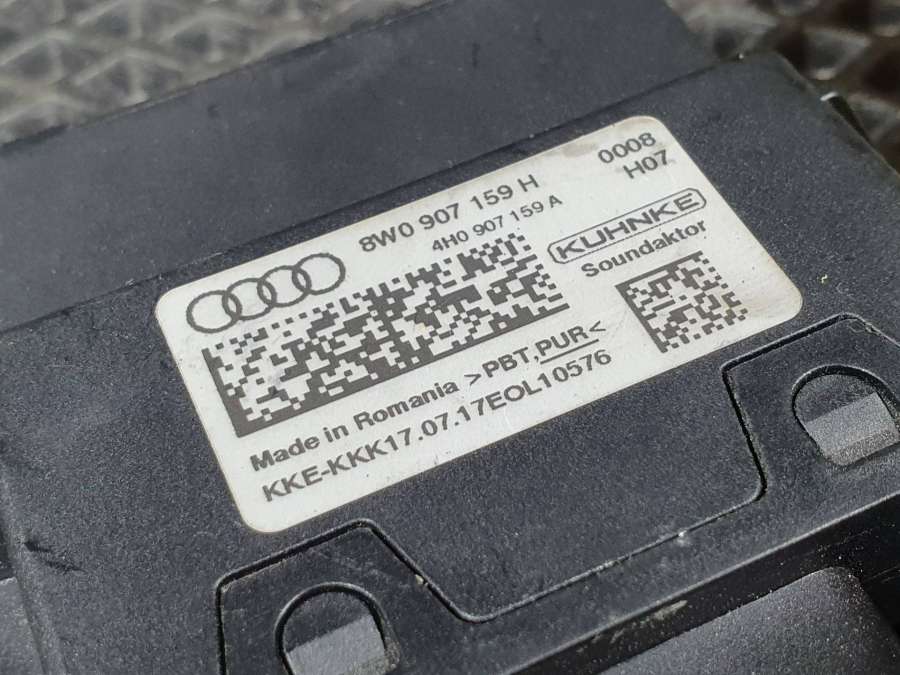 8W0 907 159 H
0008
4H0 907 159 A
H07
KUHNKE
Soundaktor
Made in Romania >PBT,PUR<
KKE-KKK17.07.17EOL10576